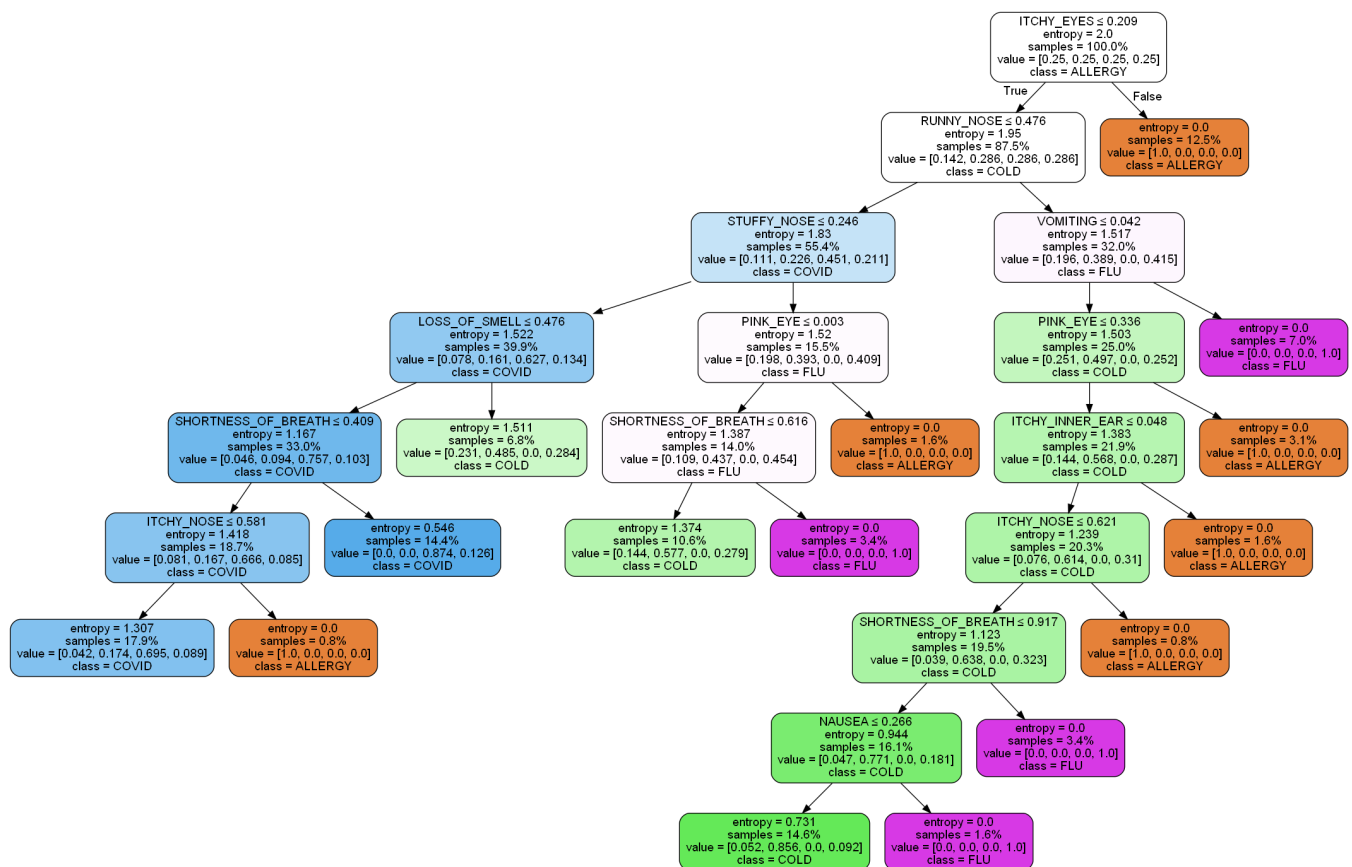 ITCHY_EYES ≤ 0.209
entropy = 2.0
samples = 100.0%
value = [0.25, 0.25, 0.25, 0.25]
class = ALLERGY
True
False
RUNNY_NOSE ≤ 0.476
entropy = 1.95
samples = 87.5%
value = [0.142, 0.286, 0.286, 0.286]
class = COLD
entropy = 0.0
samples = 12.5%
value = [1.0, 0.0, 0.0, 0.0]
class = ALLERGY
STUFFY_NOSE ≤ 0.246
entropy = 1.83
samples = 55.4%
value = [0.111, 0.226, 0.451, 0.211]
class = COVID
VOMITING ≤ 0.042
entropy = 1.517
samples = 32.0%
value = [0.196, 0.389, 0.0, 0.415]
class = FLU
LOSS_OF_SMELL ≤ 0.476
entropy = 1.522
samples = 39.9%
value = [0.078, 0.161, 0.627, 0.134]
class = COVID
PINK_EYE ≤ 0.003
entropy = 1.52
samples = 15.5%
value = [0.198, 0.393, 0.0, 0.409]
class = FLU
PINK_EYE ≤ 0.336
entropy = 1.503
samples = 25.0%
value = [0.251, 0.497, 0.0, 0.252]
class = COLD
entropy = 0.0
samples = 7.0%
value = [0.0, 0.0, 0.0, 1.0]
class = FLU
SHORTNESS_OF_BREATH ≤ 0.409
entropy = 1.167
samples = 33.0%
value = [0.046, 0.094, 0.757, 0.103]
class = COVID
entropy = 1.511
samples = 6.8%
value = [0.231, 0.485, 0.0, 0.284]
class = COLD
SHORTNESS_OF_BREATH ≤ 0.616
entropy = 1.387
samples = 14.0%
value = [0.109, 0.437, 0.0, 0.454]
class = FLU
entropy = 0.0
samples = 1.6%
value = [1.0, 0.0, 0.0, 0.0]
class = ALLERGY
ITCHY_INNER_EAR ≤ 0.048
entropy = 1.383
samples = 21.9%
value = [0.144, 0.568, 0.0, 0.287]
class = COLD
entropy = 0.0
samples = 3.1%
value = [1.0, 0.0, 0.0, 0.0]
class = ALLERGY
ITCHY_NOSE ≤ 0.581
entropy = 1.418
samples = 18.7%
value = [0.081, 0.167, 0.666, 0.085]
class = COVID
entropy = 0.546
samples = 14.4%
value = [0.0, 0.0, 0.874, 0.126]
class = COVID
entropy = 1.374
samples = 10.6%
value = [0.144, 0.577, 0.0, 0.279]
class = COLD
entropy = 0.0
samples = 3.4%
value = [0.0, 0.0, 0.0, 1.0]
class = FLU
ITCHY_NOSE ≤ 0.621
entropy = 1.239
samples = 20.3%
value = [0.076, 0.614, 0.0, 0.31]
class = COLD
entropy = 0.0
samples = 1.6%
value = [1.0, 0.0, 0.0, 0.0]
class = ALLERGY
entropy = 1.307
samples = 17.9%
value = [0.042, 0.174, 0.695, 0.089]
class = COVID
entropy = 0.0
samples = 0.8%
value = [1.0, 0.0, 0.0, 0.0]
class = ALLERGY
SHORTNESS_OF_BREATH ≤ 0.917
entropy = 1.123
samples = 19.5%
value = [0.039, 0.638, 0.0, 0.323]
class = COLD
entropy = 0.0
samples = 0.8%
value = [1.0, 0.0, 0.0, 0.0]
class = ALLERGY
NAUSEA ≤ 0.266
entropy = 0.944
samples = 16.1%
value = [0.047, 0.771, 0.0, 0.181]
class = COLD
entropy = 0.0
samples = 3.4%
value = [0.0, 0.0, 0.0, 1.0]
class = FLU
entropy = 0.731
samples = 14.6%
value = [0.052, 0.856, 0.0, 0.092]
class = COLD
entropy = 0.0
samples = 1.6%
value = [0.0, 0.0, 0.0, 1.0]
class = FLU